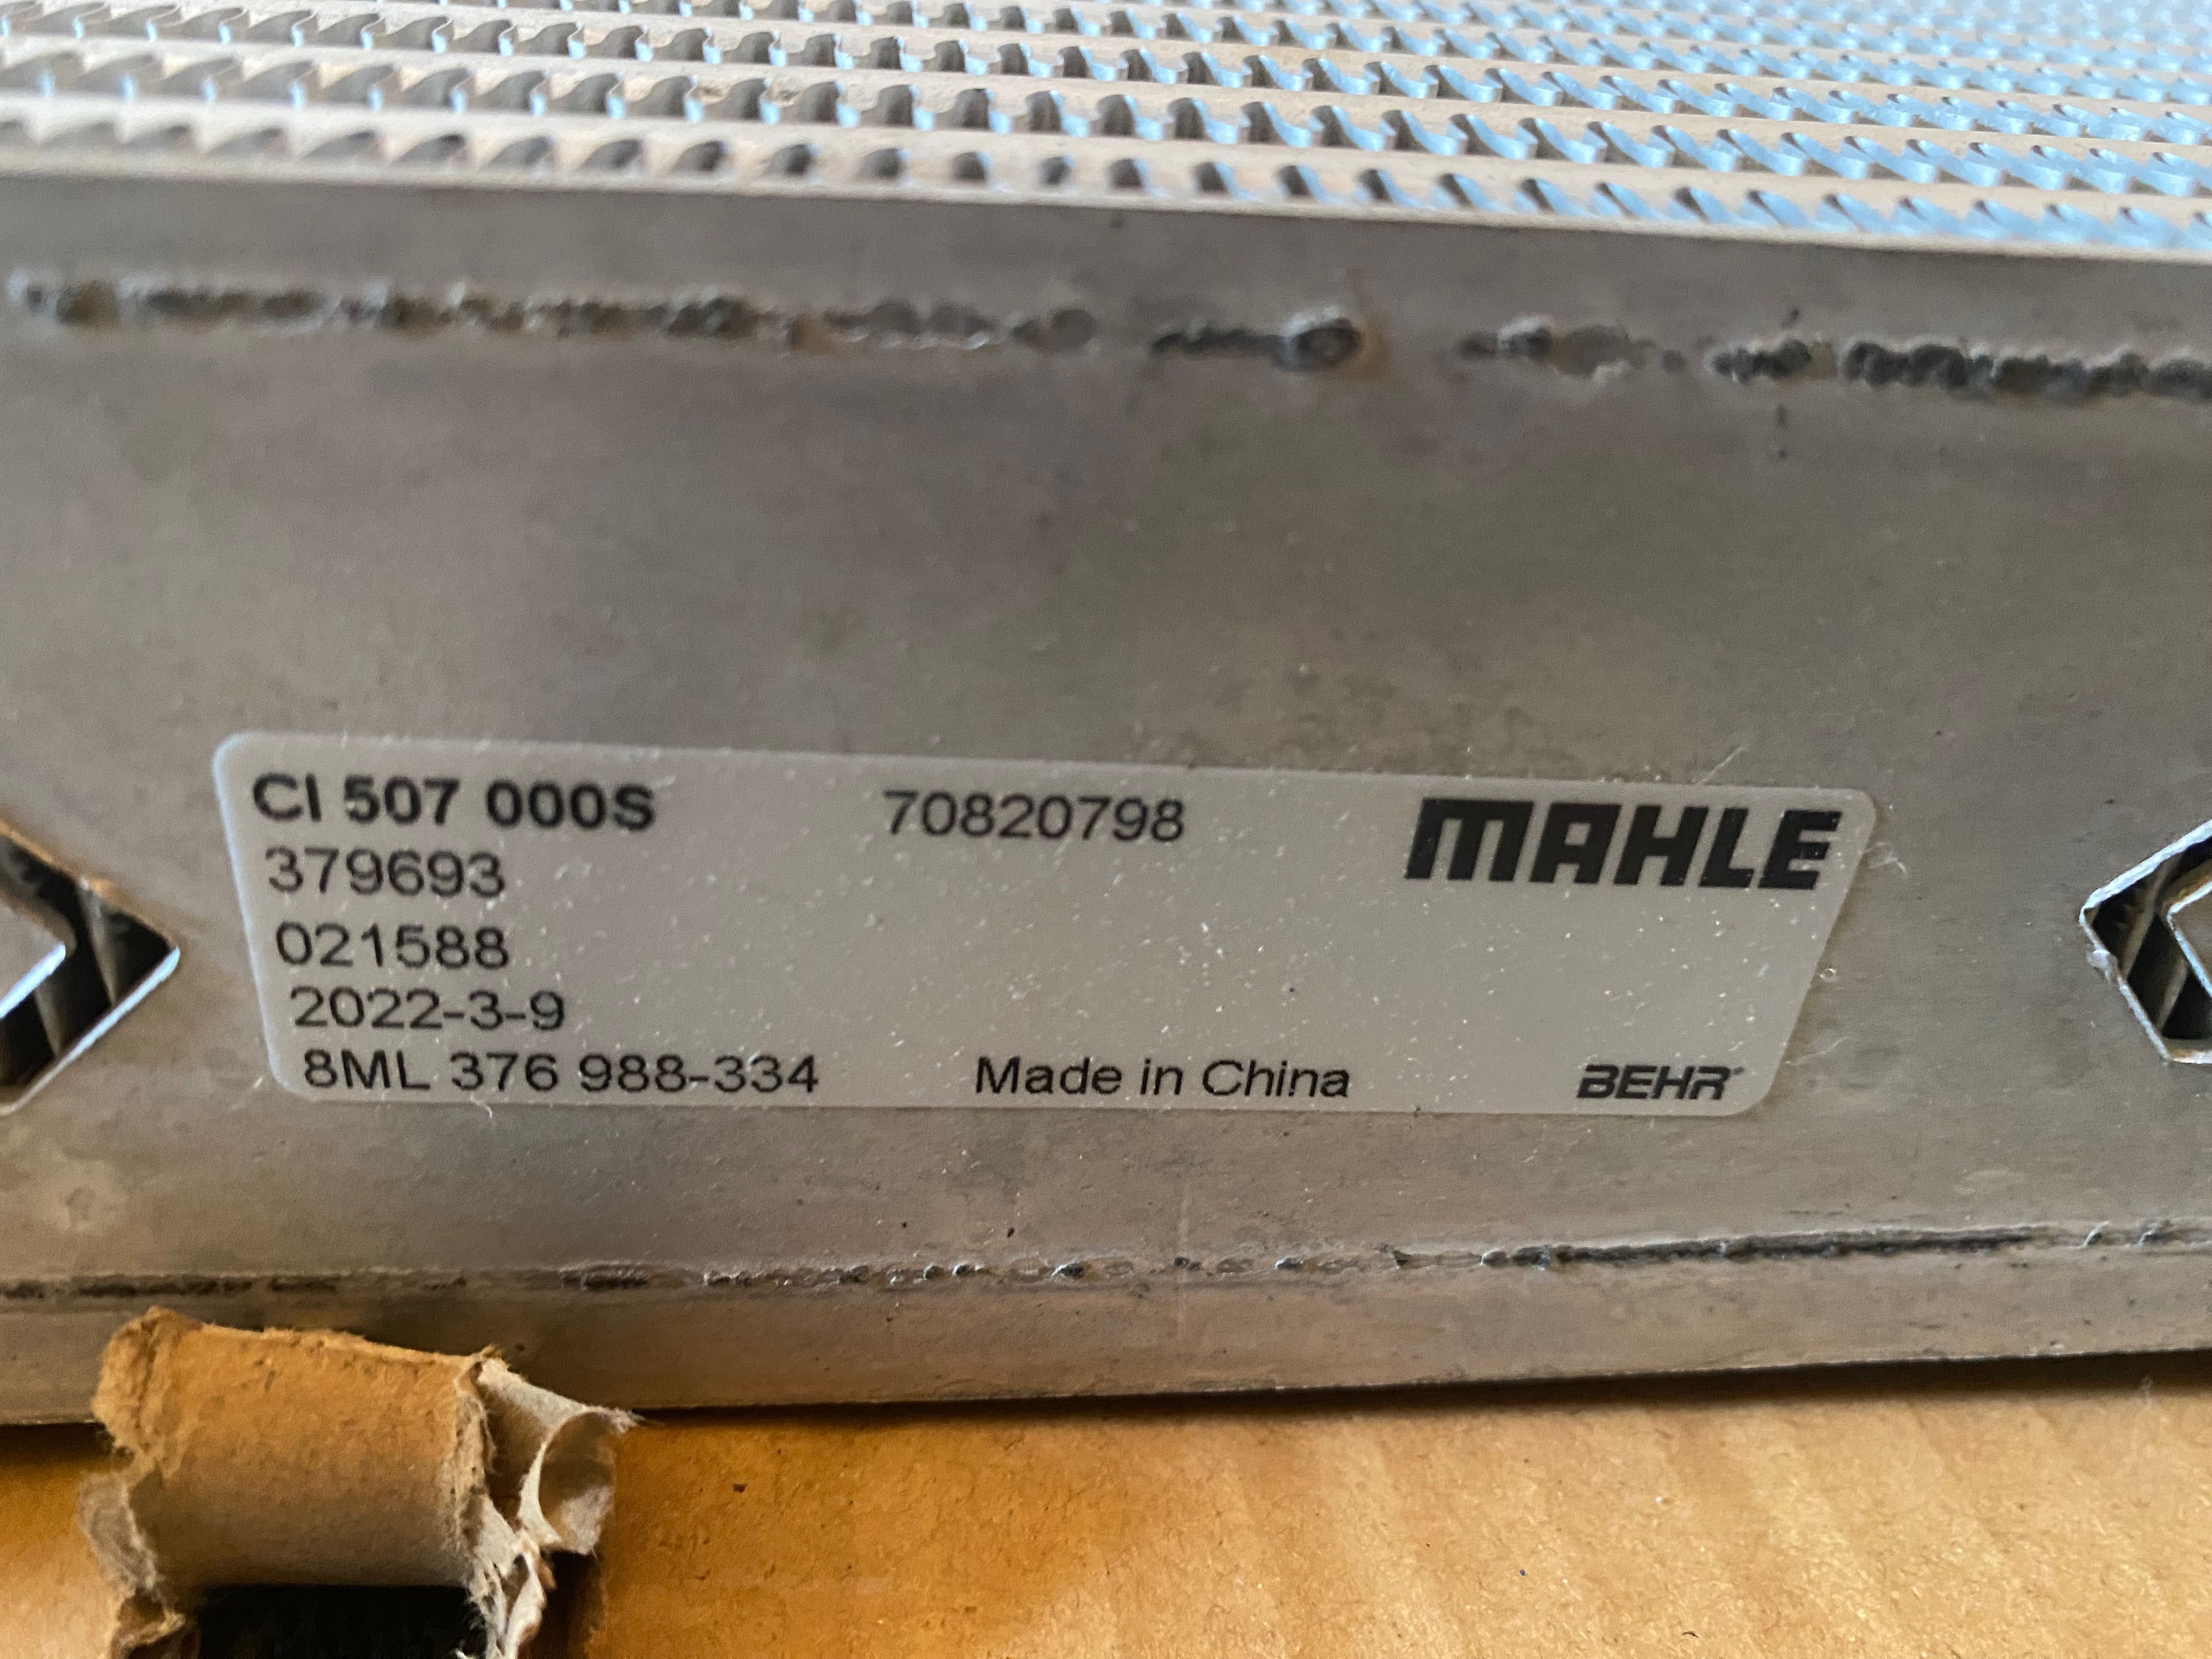 CI 507 000S 70820798 MAHLE
379693
021588
2022-3-9
8ML 376 988-334 Made in China BEHR®